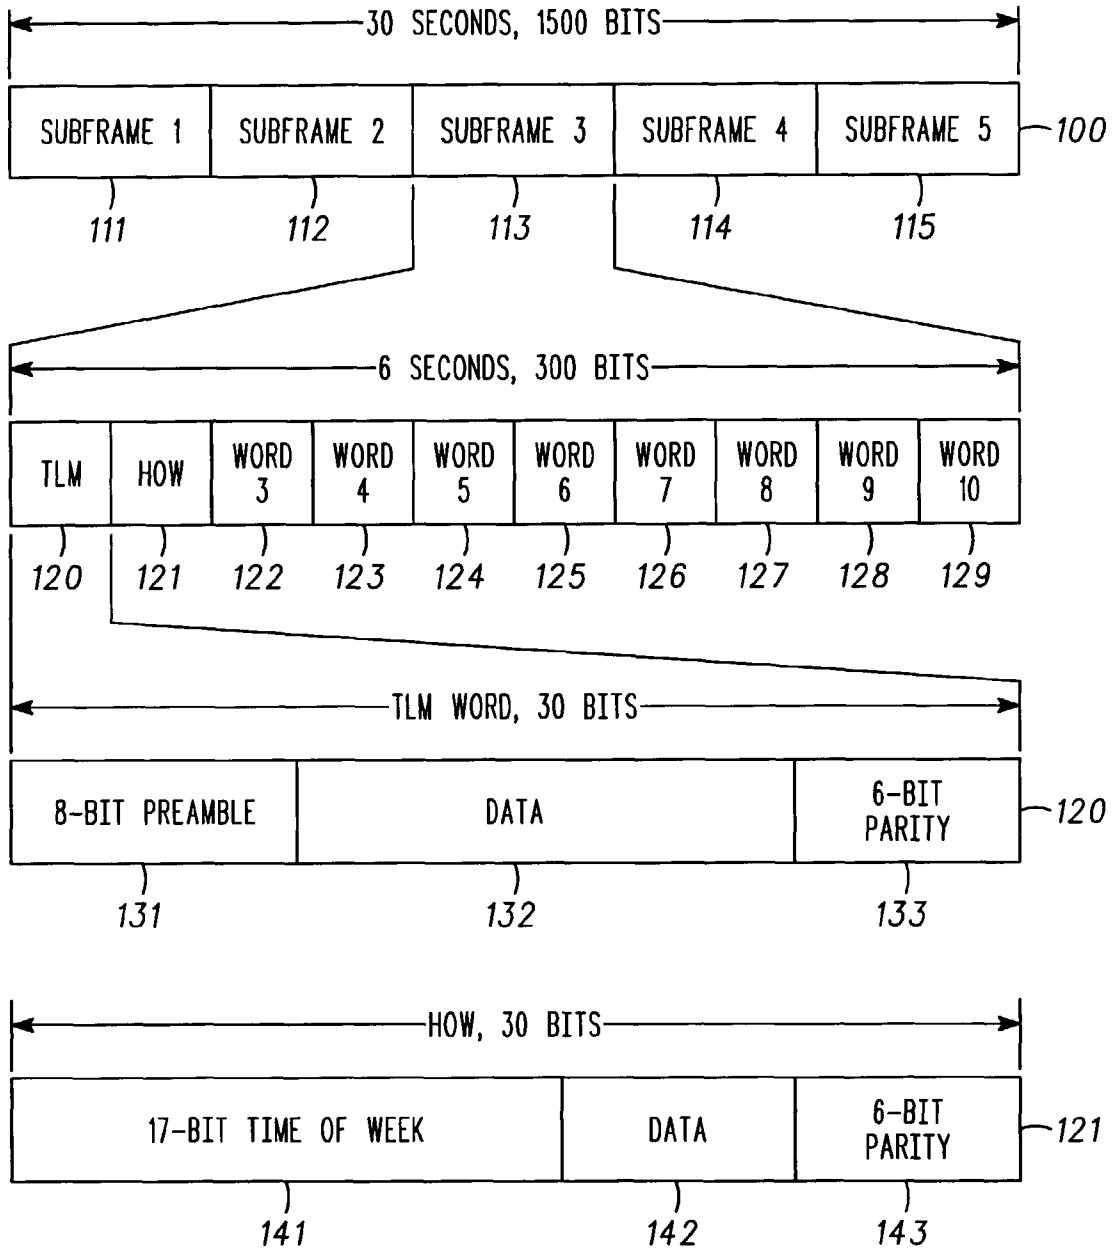 30 SECONDS, 1500 BITS
SUBFRAME 1 SUBFRAME 2 SUBFRAME 3 SUBFRAME 4 SUBFRAME 5 100
111 112 113 114 115
6 SECONDS, 300 BITS
TLM HOW WORD 3 WORD 4 WORD 5 WORD 6 WORD 7 WORD 8 WORD 9 WORD 10
120 121 122 123 124 125 126 127 128 129
TLM WORD, 30 BITS
8-BIT PREAMBLE DATA 6-BIT PARITY 120
131 132 133
HOW, 30 BITS
17-BIT TIME OF WEEK DATA 6-BIT PARITY 121
141 142 143